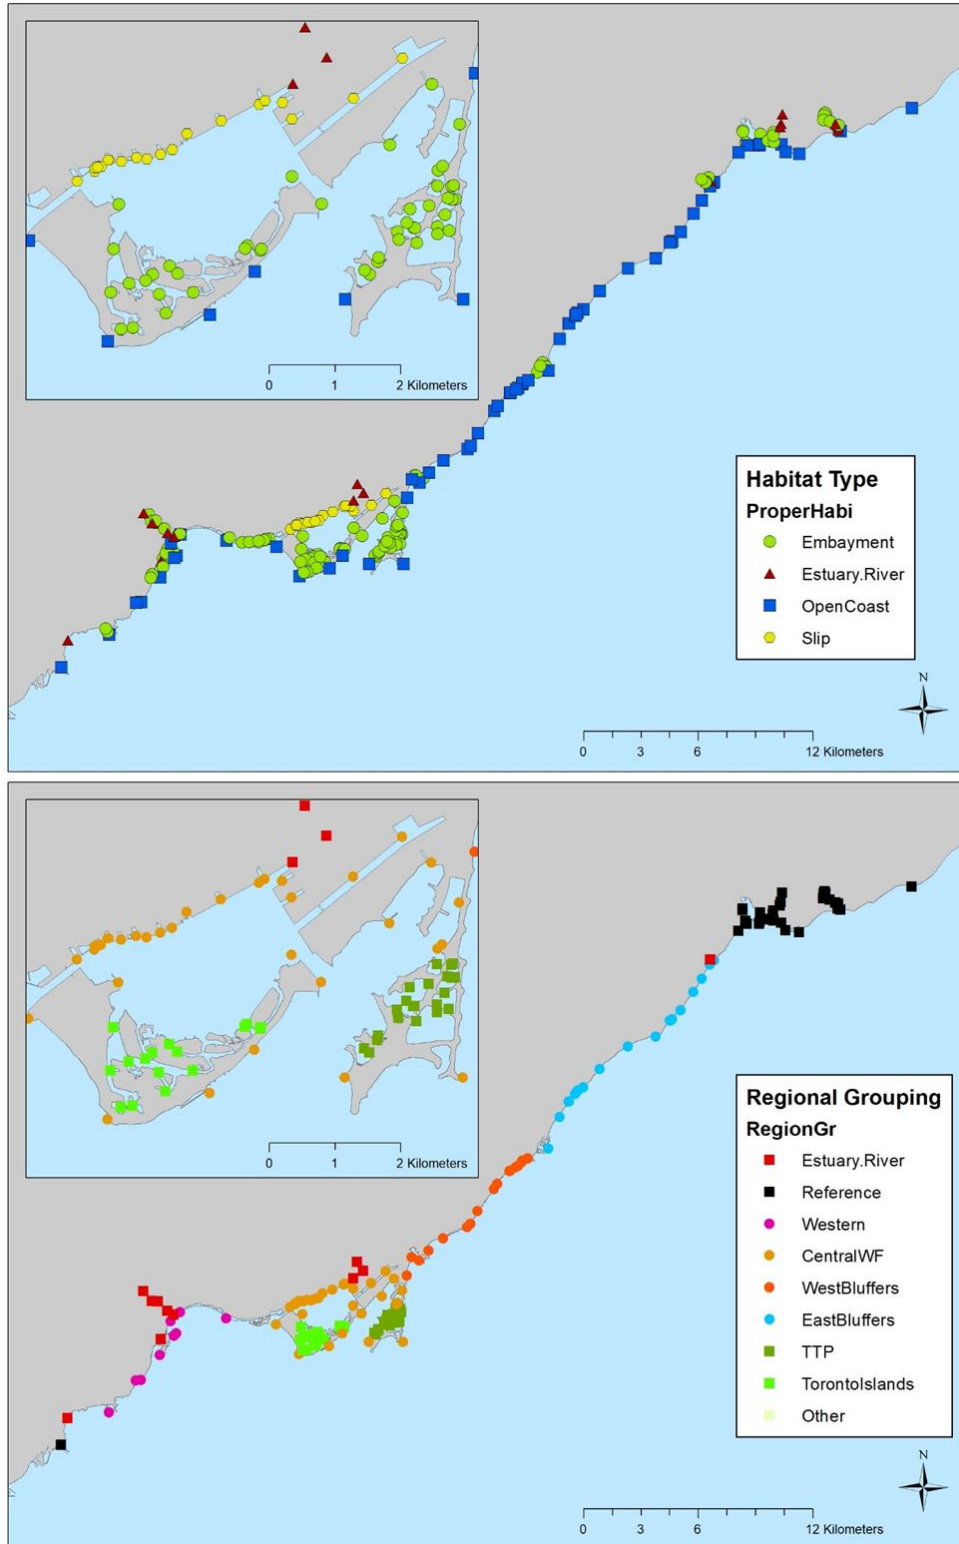 0 1 2 Kilometers
Habitat Type
ProperHabi
Embayment
Estuary.River
OpenCoast
Slip
N
0 3 6 12 Kilometers
0 1 2 Kilometers
Regional Grouping
RegionGr
Estuary.River
Reference
Western
CentralWF
WestBluffers
EastBluffers
TTP
TorontoIslands
Other
N
0 3 6 12 Kilometers